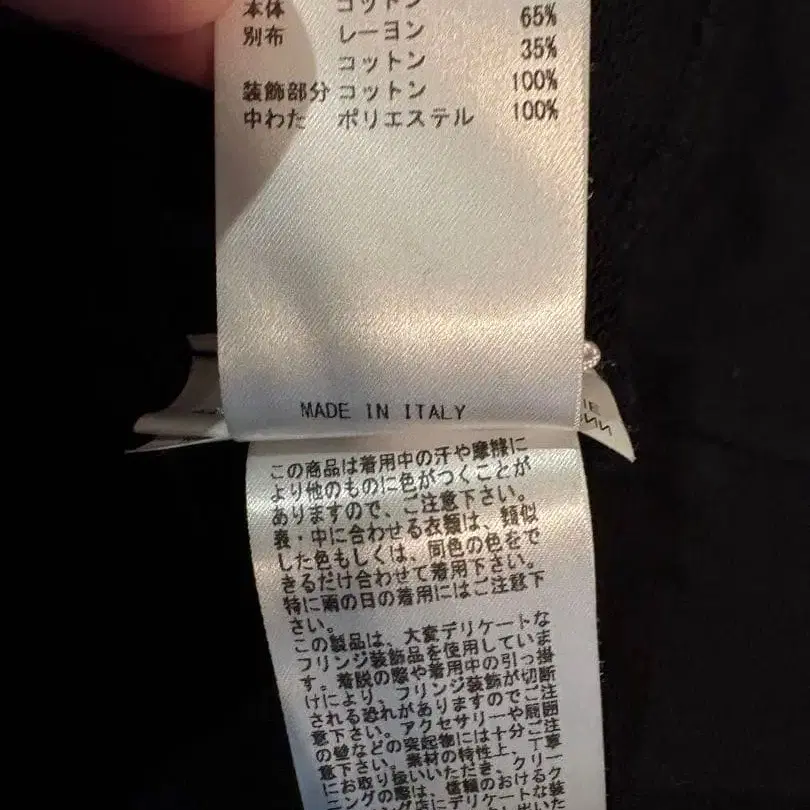 本体 コットン
別布 レーヨン 65%
コットン 35%
装飾部分 コットン 100%
中わた ポリエステル 100%
MADE IN ITALY
この商品は着用中の汗や摩擦に
より他のものに色がつくことが
ありますので、ご注意下さい。
表・中に合わせる衣類は、類似
した色もしくは、同色の色をで
きるだけ合わせて着用下さい。
特に雨の日の着用にはご注意下
さい。
この製品は、大変デリケートな
フリンジ装飾品を使用していま
す。着脱の際や着用中の引っ掛
けにより、フリンジ装飾が切断
される恐れがありますのでご注
意下さい。アクセサリーや周囲
の壁などの突起物には十分ご注
意下さい。素材の特性上、丁寧
にお取り扱いいただき、クリー
ニングの際は、信頼のおけるク